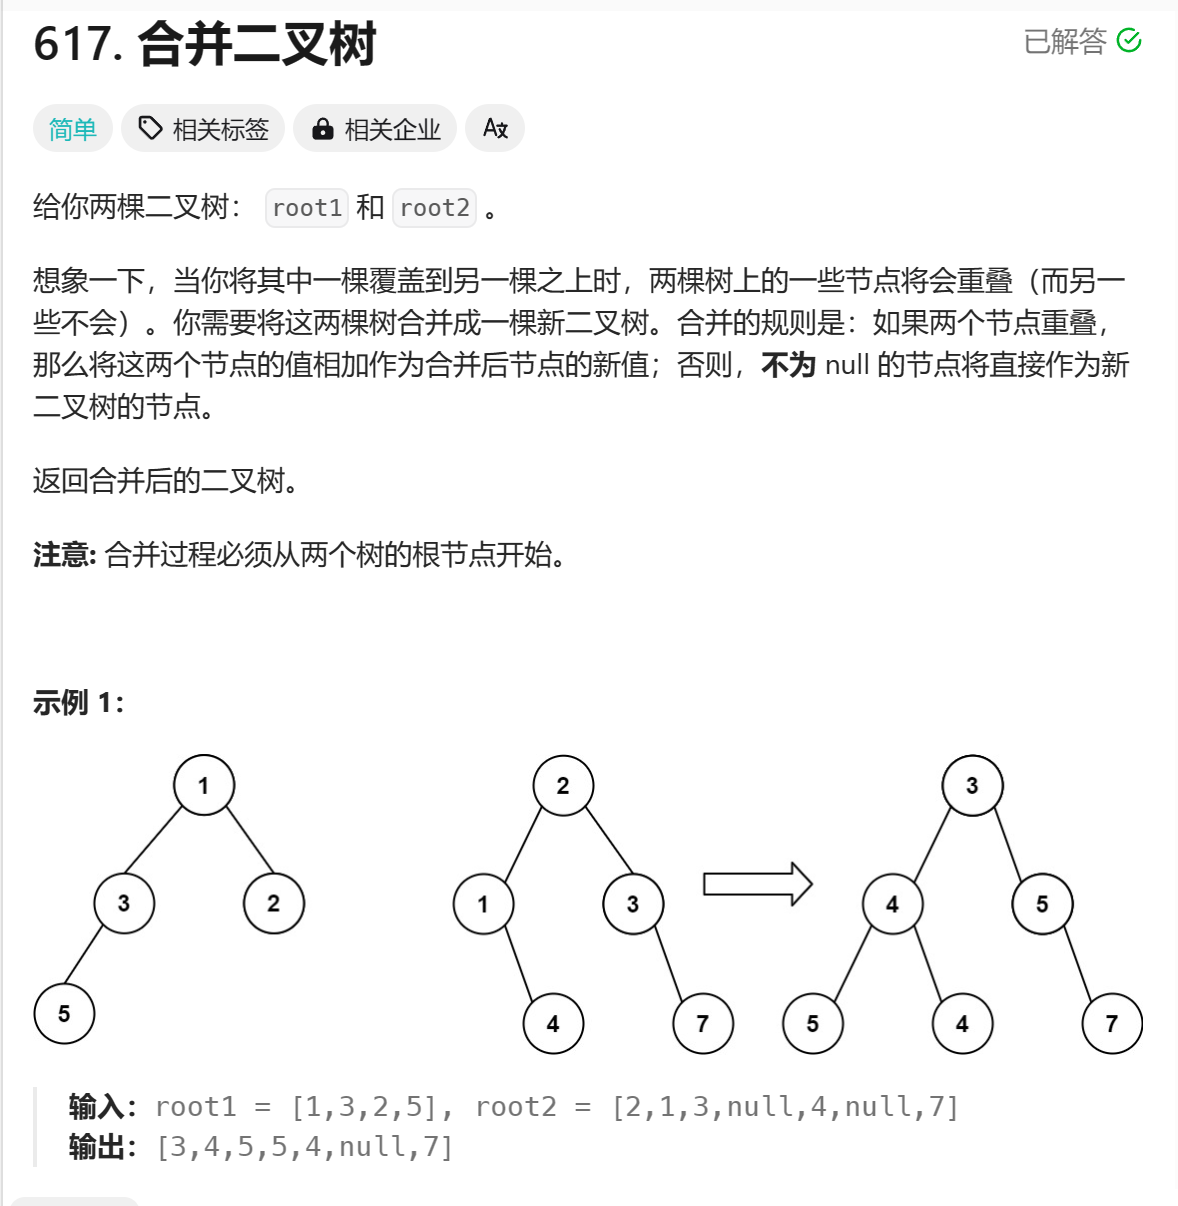 617. 合并二叉树
已解答
简单
相关标签
相关企业
给你两棵二叉树： root1 和 root2 。
想象一下，当你将其中一棵覆盖到另一棵之上时，两棵树上的一些节点将会重叠（而另一
些不会）。你需要将这两棵树合并成一棵新二叉树。合并的规则是：如果两个节点重叠，
那么将这两个节点的值相加作为合并后节点的新值；否则，不为 null 的节点将直接作为新
二叉树的节点。
返回合并后的二叉树。
注意: 合并过程必须从两个树的根节点开始。
示例 1：
1 2 3
3 2 1 3 4 5
5 4 7 5 4 7
输入：root1 = [1,3,2,5], root2 = [2,1,3,null,4,null,7]
输出：[3,4,5,5,4,null,7]